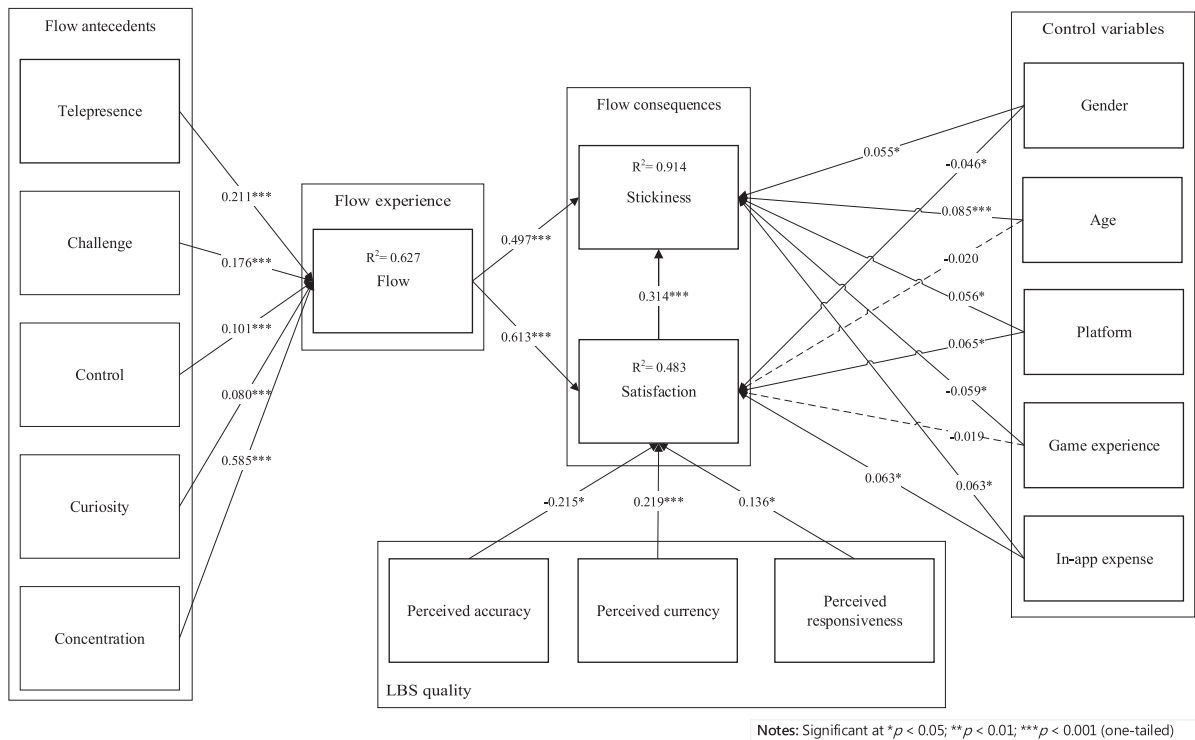 Flow antecedents
Telepresence
Challenge
Control
Curiosity
Concentration
0.211***
0.176***
0.101***
0.080***
0.585***
Flow experience
R²= 0.627
Flow
0.497***
0.613***
Flow consequences
R²= 0.914
Stickiness
0.314***
R²= 0.483
Satisfaction
-0.215*
0.219***
0.136*
Perceived accuracy
Perceived currency
Perceived
responsiveness
LBS quality
0.055*
-0.046*
0.085***
-0.020
0.056*
0.065*
-0.059*
-0.019
0.063*
0.063*
Control variables
Gender
Age
Platform
Game experience
In-app expense
Notes: Significant at *p < 0.05; **p < 0.01; ***p < 0.001 (one-tailed)